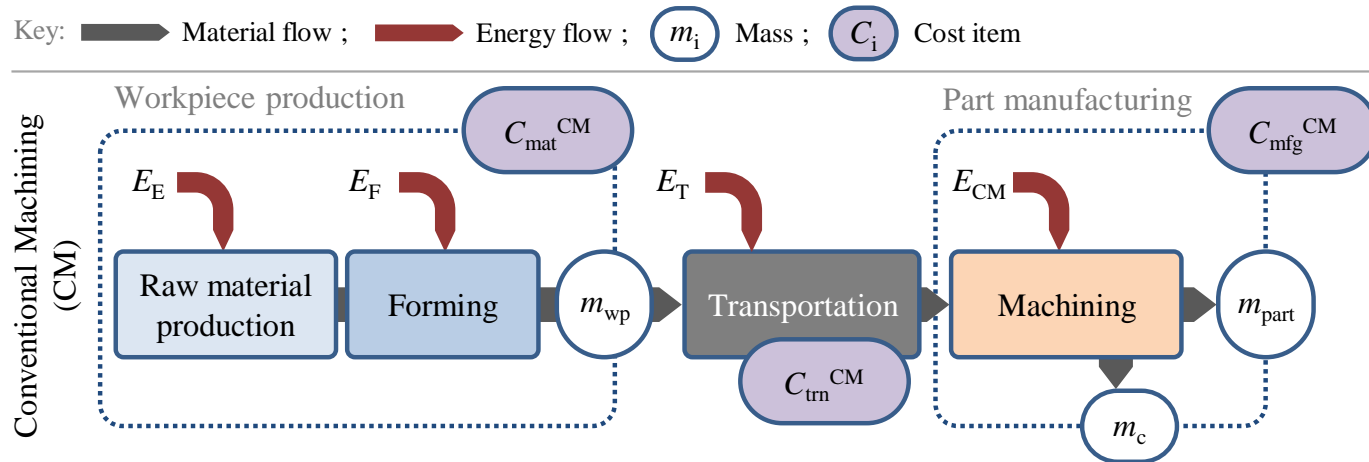 Key: Material flow ; Energy flow ; mi Mass ; Ci Cost item
Conventional Machining
(CM)
Workpiece production
Part manufacturing
CmatCM
CmfgCM
EE
EF
ET
ECM
Raw material
production
Forming
mwp
Transportation
Machining
mpart
CtrnCM
mc